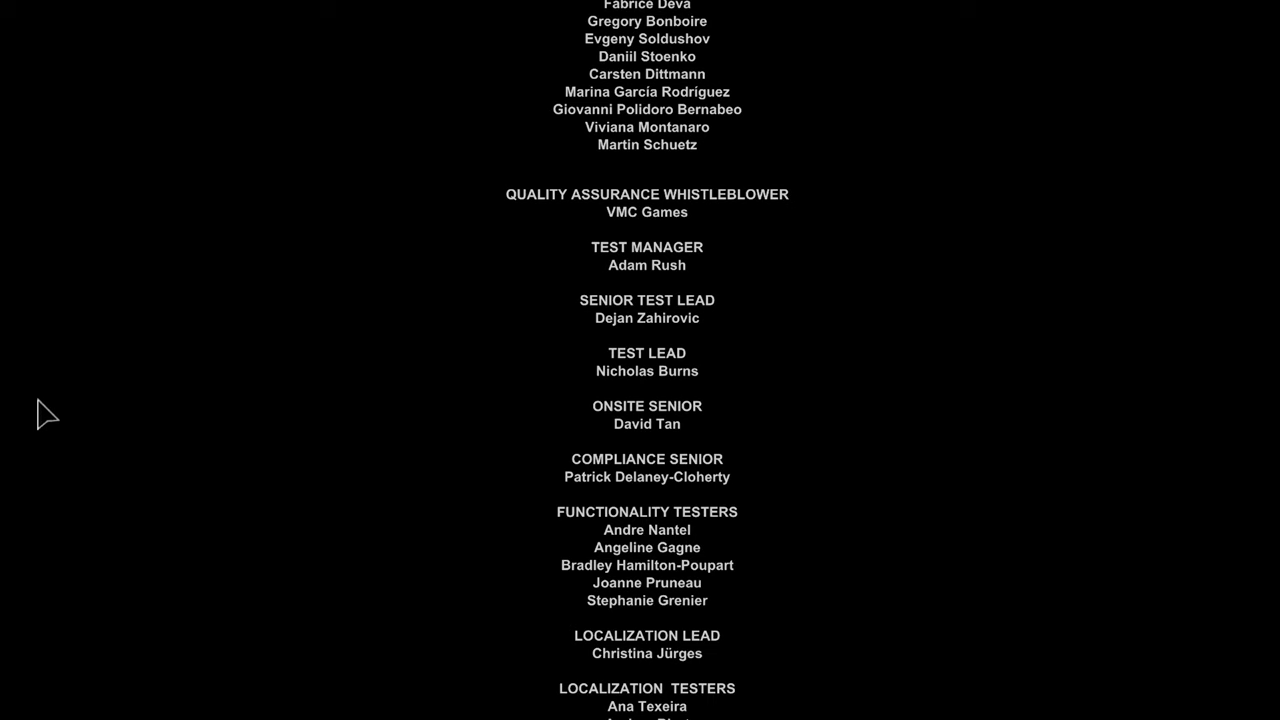 Fabrice Deva
Gregory Bonboire
Evgeny Soldushov
Daniil Stoenko
Carsten Dittmann
Marina García Rodríguez
Giovanni Polidoro Bernabeo
Viviana Montanaro
Martin Schuetz
QUALITY ASSURANCE WHISTLEBLOWER
VMC Games
TEST MANAGER
Adam Rush
SENIOR TEST LEAD
Dejan Zahirovic
TEST LEAD
Nicholas Burns
ONSITE SENIOR
David Tan
COMPLIANCE SENIOR
Patrick Delaney-Cloherty
FUNCTIONALITY TESTERS
Andre Nantel
Angeline Gagne
Bradley Hamilton-Poupart
Joanne Pruneau
Stephanie Grenier
LOCALIZATION LEAD
Christina Jürges
LOCALIZATION TESTERS
Ana Texeira